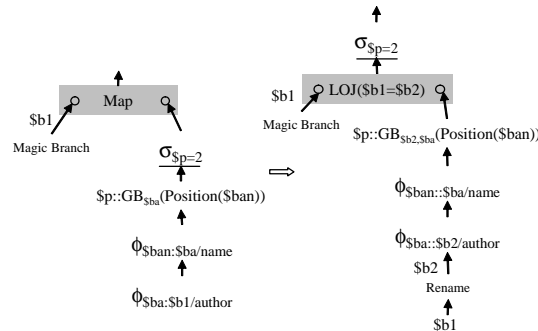 Map
$b1
Magic Branch
σ$p=2
$p::GB$ba(Position($ban))
ϕ$ban:$ba/name
ϕ$ba:$b1/author
σ$p=2
LOJ($b1=$b2)
$b1
Magic Branch
$p::GB$b2,$ba(Position($ban))
ϕ$ban::$ba/name
ϕ$ba::$b2/author
$b2
Rename
$b1